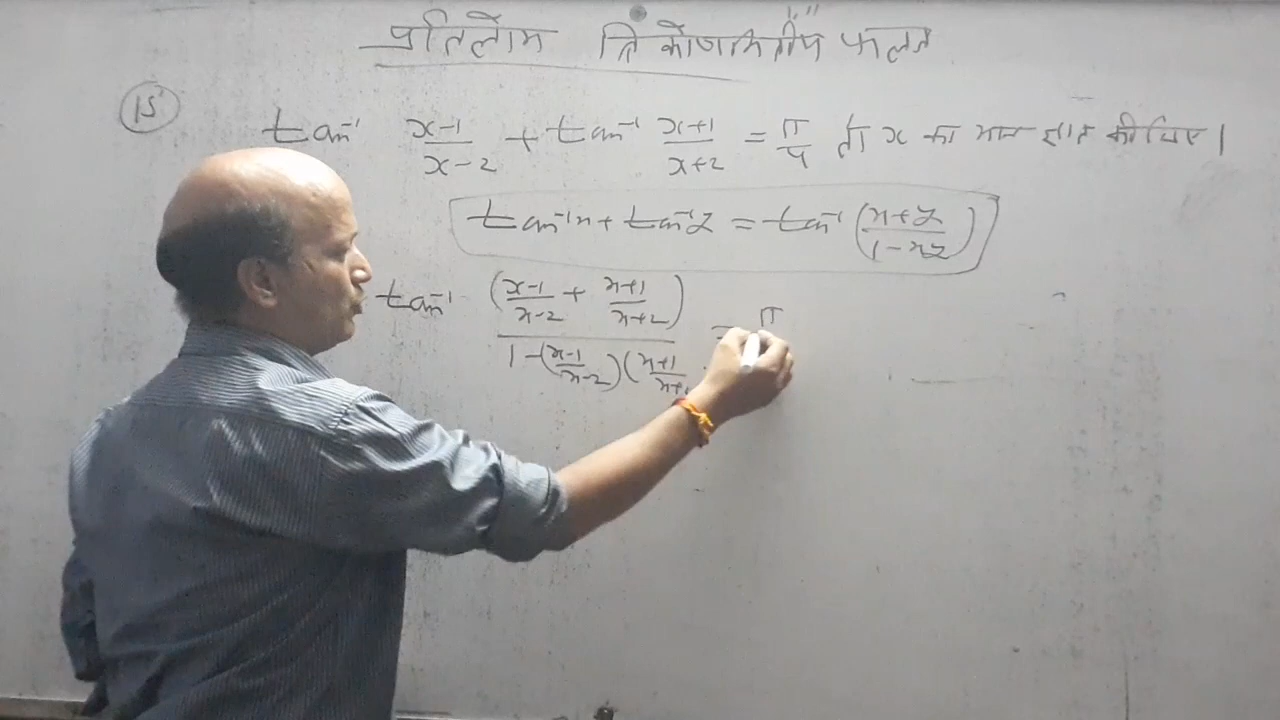 प्रतिलोम त्रिकोणमितीय फलन
(15) tan⁻¹ (x-1)/(x-2) + tan⁻¹ (x+1)/(x+2) = π/4 तो x का मान ज्ञात कीजिए।
tan⁻¹x + tan⁻¹y = tan⁻¹((x+y)/(1-xy))
tan⁻¹ ((x-1)/(x-2) + (x+1)/(x+2)) / (1-((x-1)/(x-2))((x+1)/(x+ = π